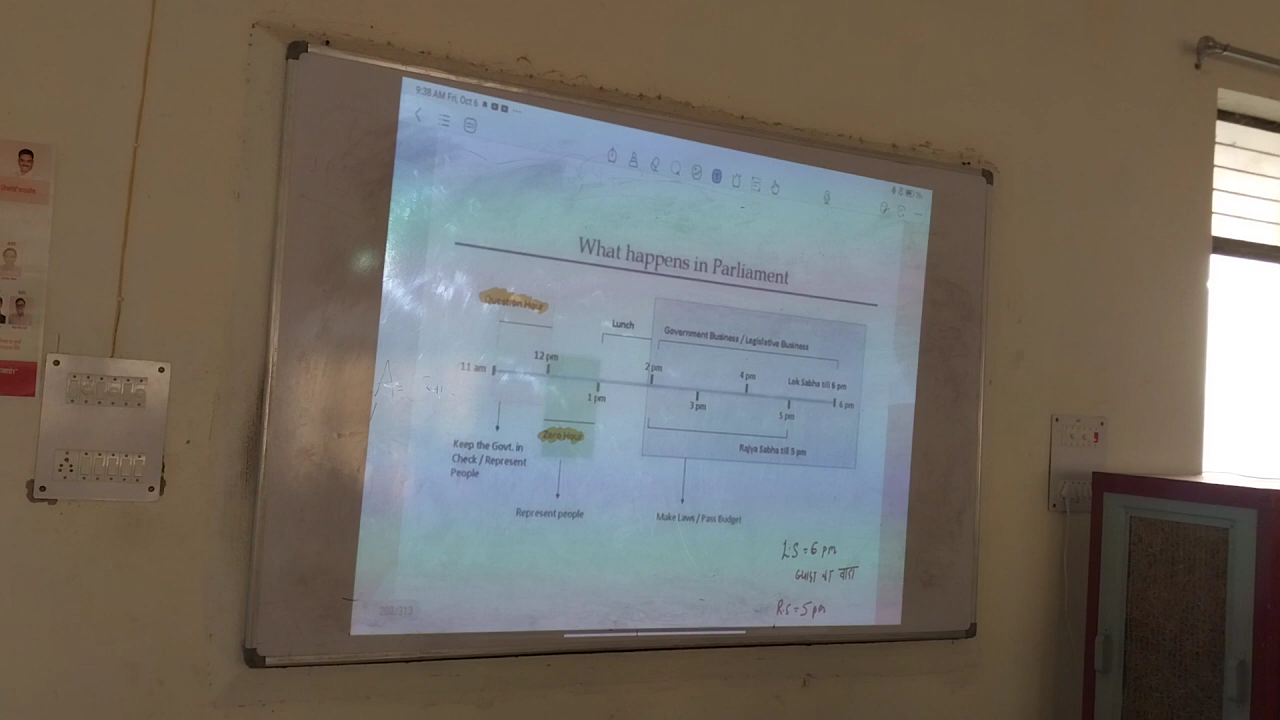 9:38 AM Fri, Oct 6
What happens in Parliament
Question Hour
Lunch
Government Business / Legislative Business
12 pm
2 pm
4 pm
Lok Sabha till 6 pm
11 am
1 pm
3 pm
5 pm
6 pm
Zero Hour
Rajya Sabha till 5 pm
Keep the Govt. in
Check / Represent
People
Represent people
Make Laws / Pass Budget
L.S = 6 pm
R.S = 5 pm